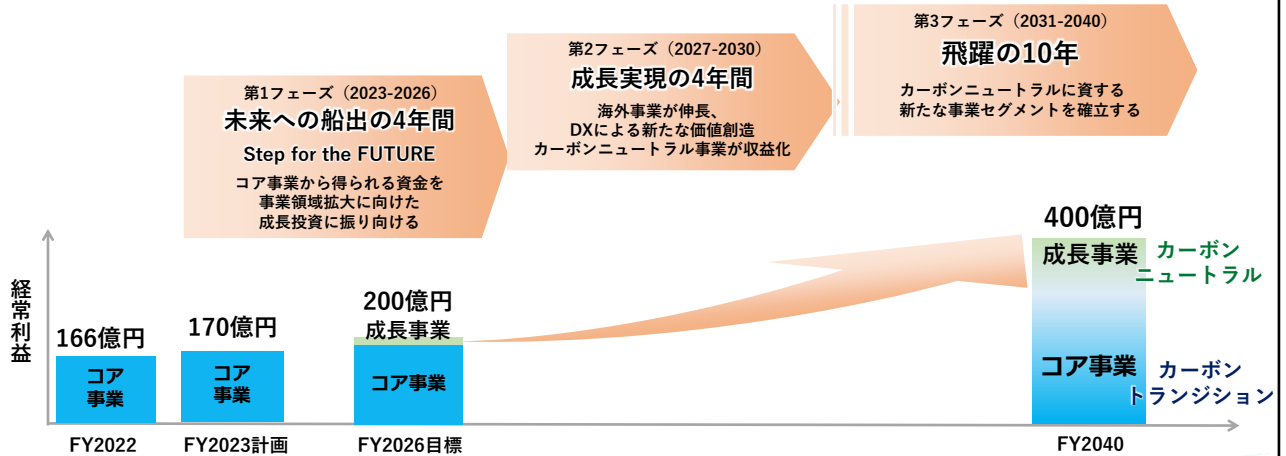 第1フェーズ（2023-2026）
未来への船出の4年間
Step for the FUTURE
コア事業から得られる資金を
事業領域拡大に向けた
成長投資に振り向ける
第2フェーズ（2027-2030）
成長実現の4年間
海外事業が伸長、
DXによる新たな価値創造
カーボンニュートラル事業が収益化
第3フェーズ（2031-2040）
飛躍の10年
カーボンニュートラルに資する
新たな事業セグメントを確立する
経常利益
166億円
コア
事業
FY2022
170億円
コア
事業
FY2023計画
200億円
成長事業
コア事業
FY2026目標
400億円
成長事業
コア事業
FY2040
カーボン
ニュートラル
カーボン
トランジション